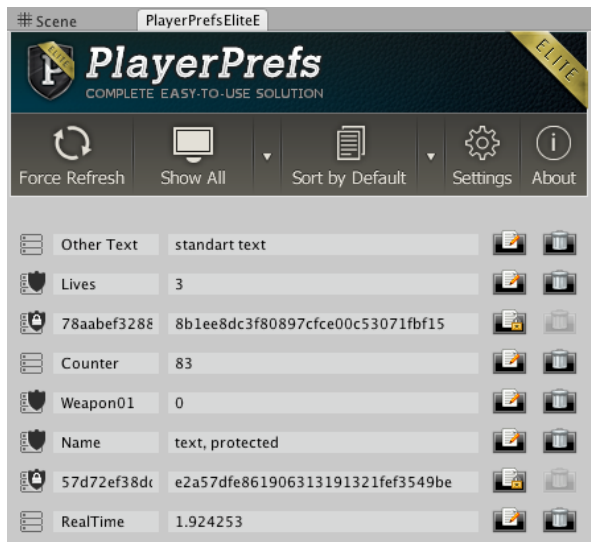 Scene PlayerPrefsEliteE
ELITE PlayerPrefs ELITE
COMPLETE EASY-TO-USE SOLUTION
Force Refresh Show All Sort by Default Settings About
Other Text standart text
Lives 3
78aabef3288 8b1ee8dc3f80897cfce00c53071fbf15
Counter 83
Weapon01 0
Name text, protected
57d72ef38dc e2a57dfe861906313191321fef3549be
RealTime 1.924253